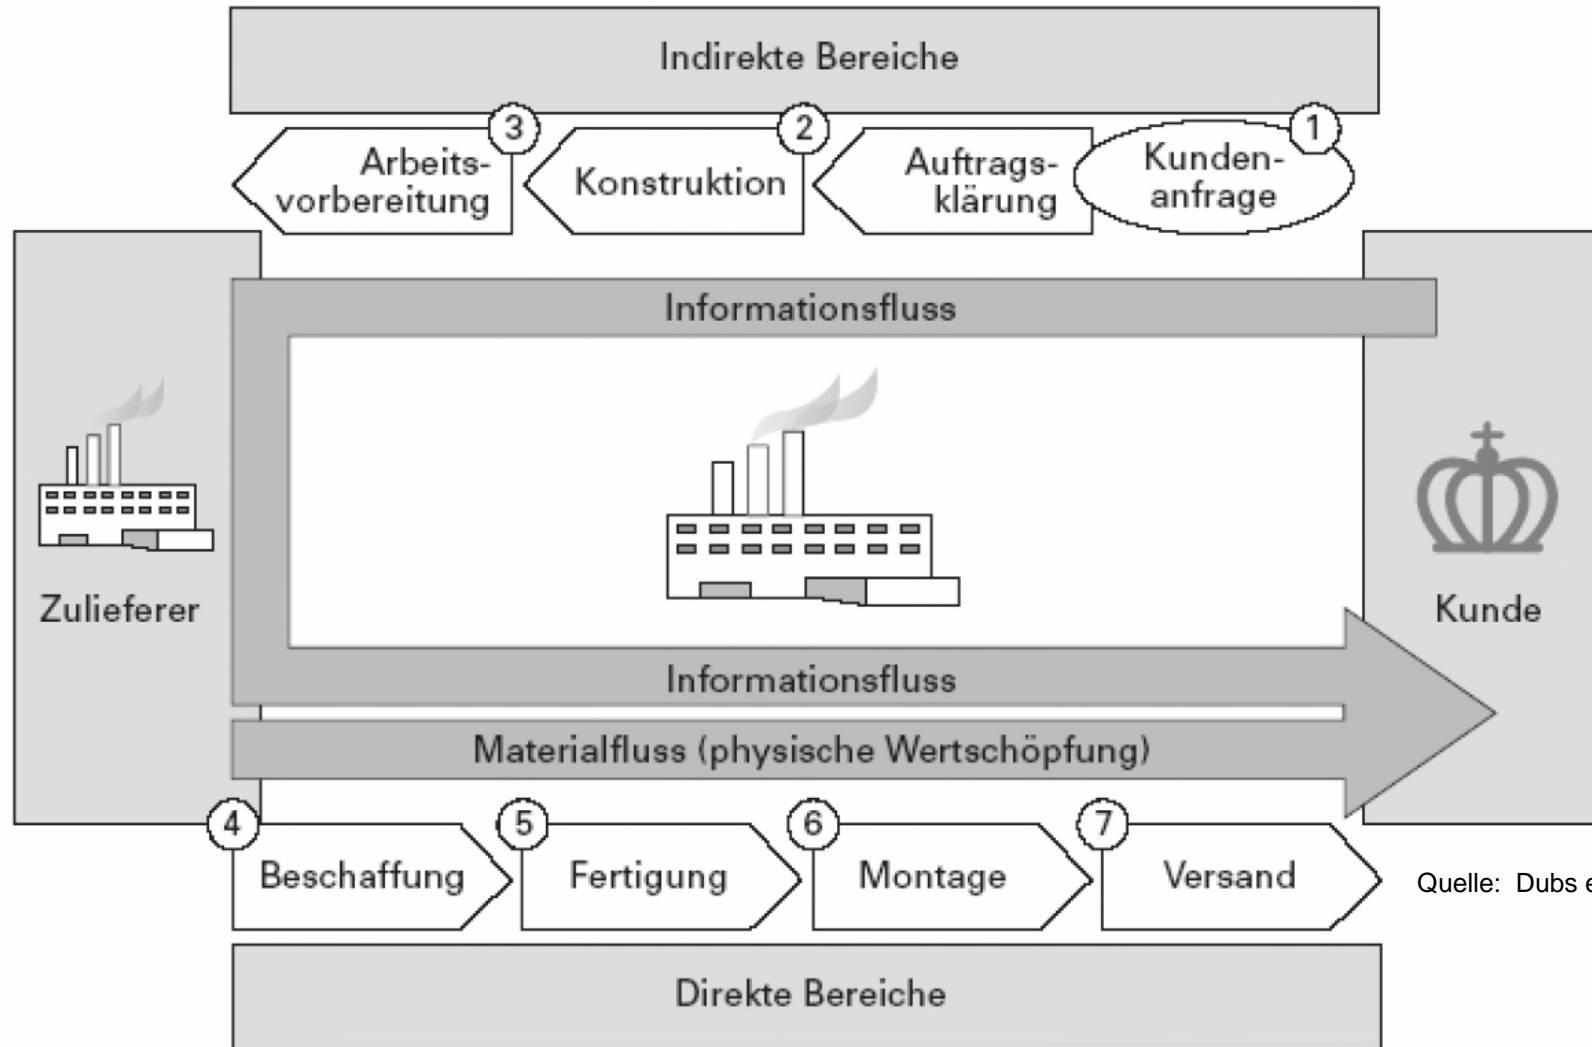 Indirekte Bereiche
3
2
1
Arbeits-
vorbereitung
Konstruktion
Auftrags-
klärung
Kunden-
anfrage
Informationsfluss
Zulieferer
Kunde
Informationsfluss
Materialfluss (physische Wertschöpfung)
4
5
6
7
Beschaffung
Fertigung
Montage
Versand
Quelle: Dubs
Direkte Bereiche